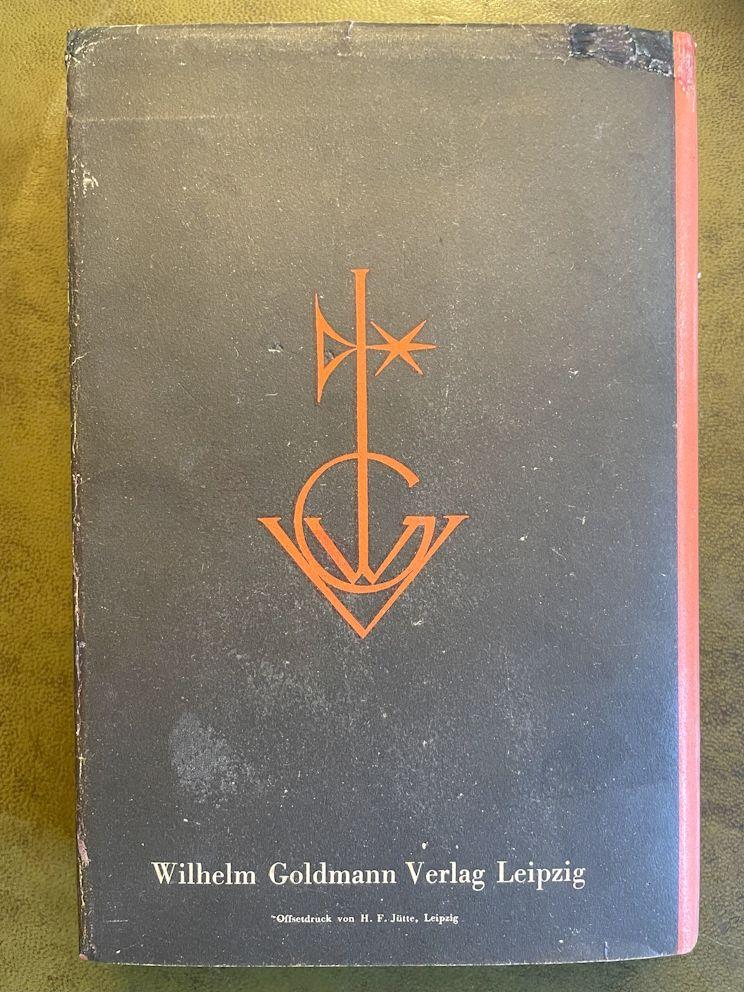 Wilhelm Goldmann Verlag Leipzig
Offsetdruck von H. F. Jütte, Leipzig